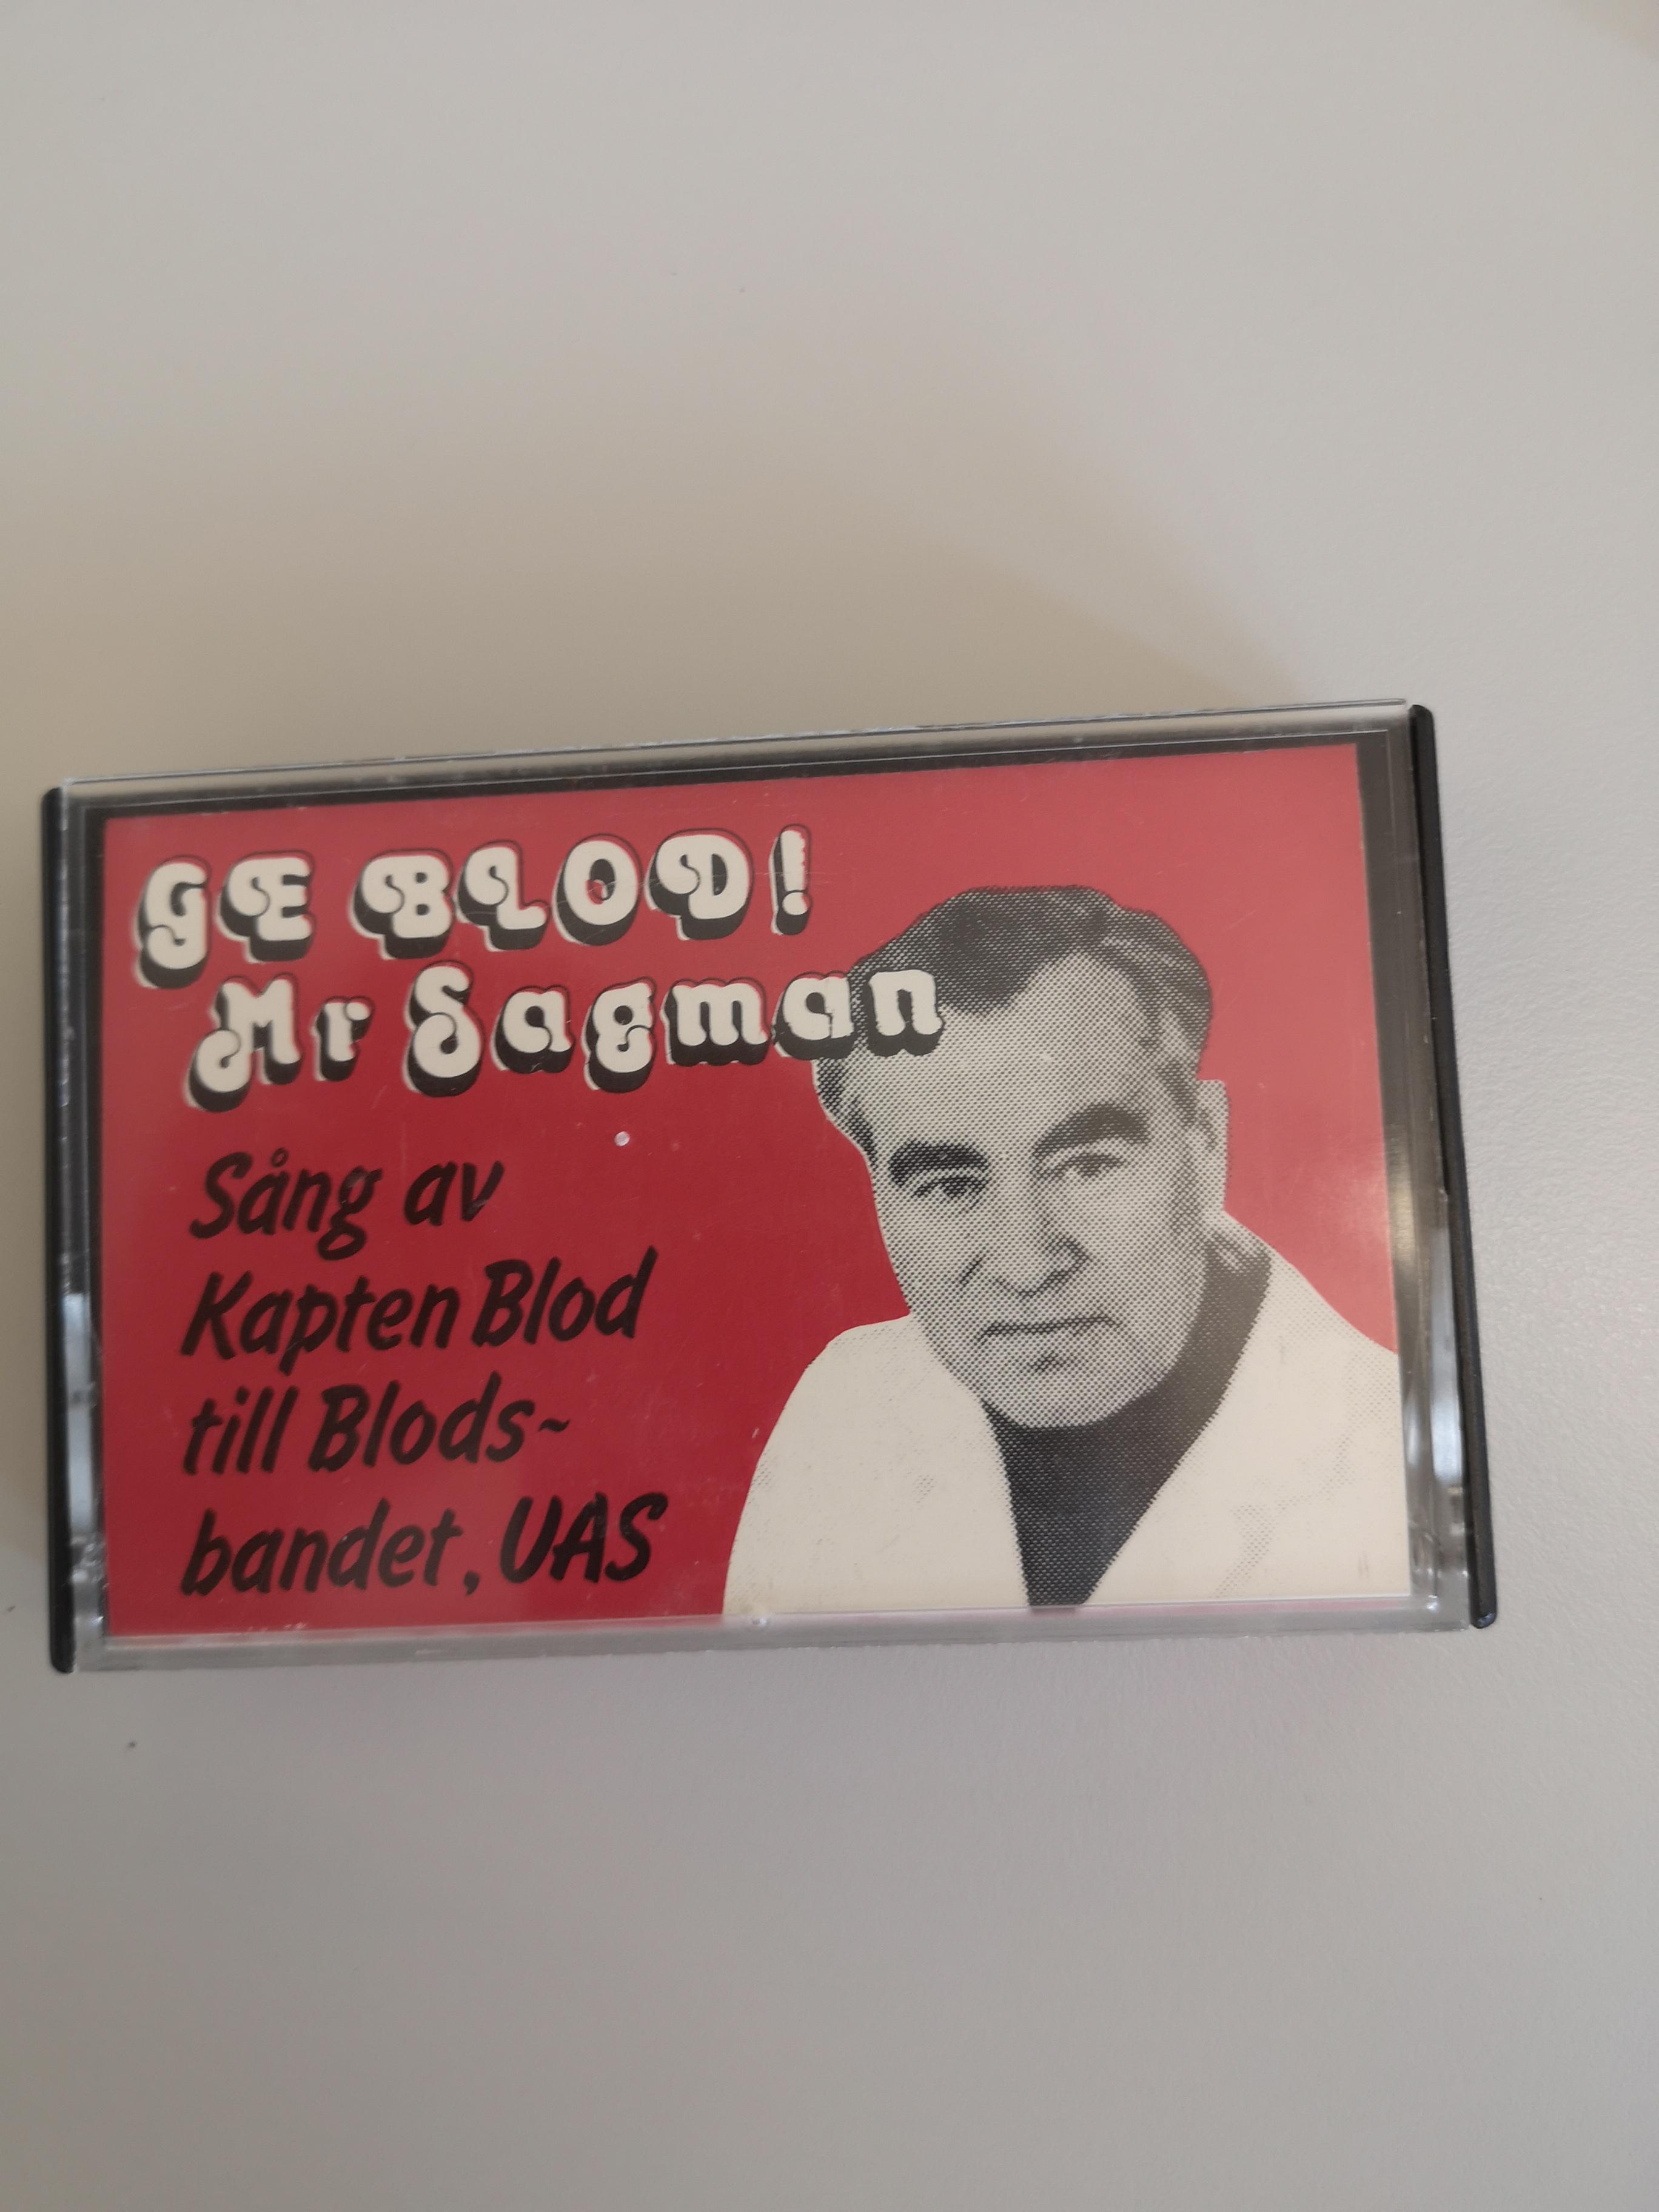 GE BLOD!
Mr Sagman
Sång av
Kapten Blod
till Blods~
bandet, UAS